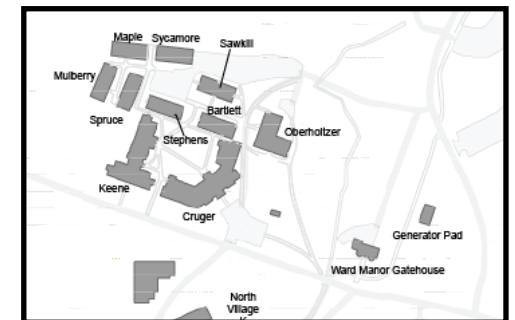 Maple
Sycamore
Sawkill
Mulberry
Bartlett
Spruce
Stephens
Oberholtzer
Keene
Cruger
Generator Pad
Ward Manor Gatehouse
North
Village
K